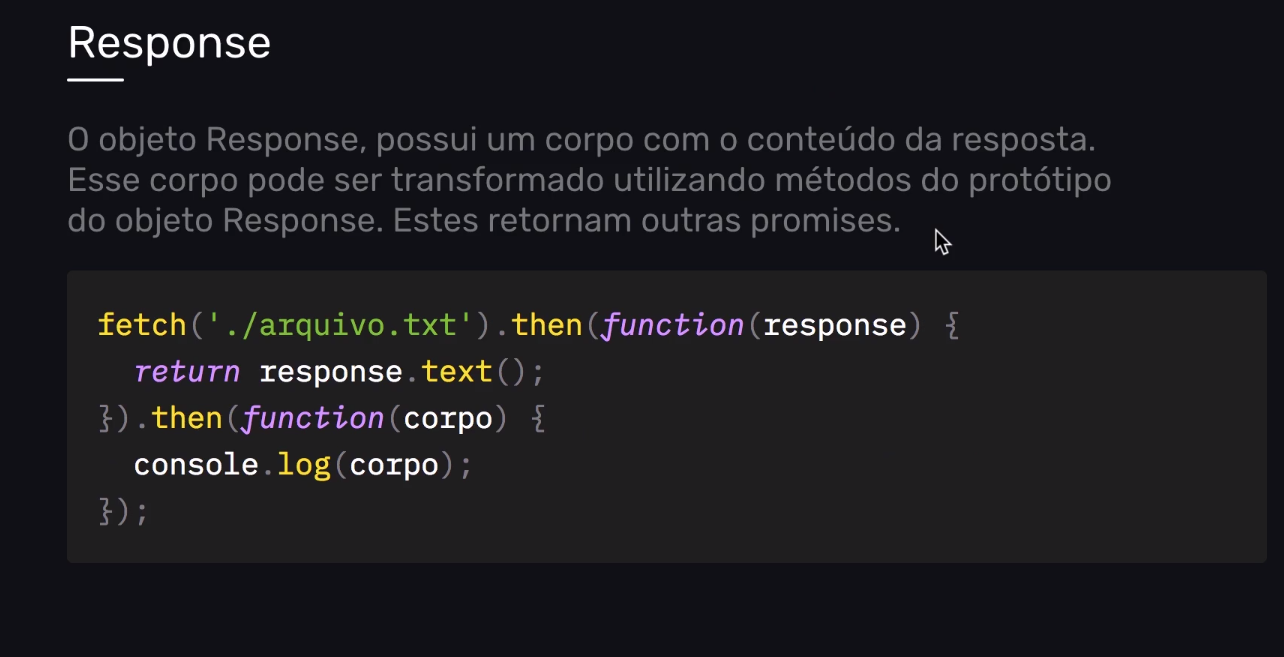 Response
O objeto Response, possui um corpo com o conteúdo da resposta.
Esse corpo pode ser transformado utilizando métodos do protótipo
do objeto Response. Estes retornam outras promises.
fetch('./arquivo.txt').then(function(response) {
  return response.text();
}).then(function(corpo) {
  console.log(corpo);
});